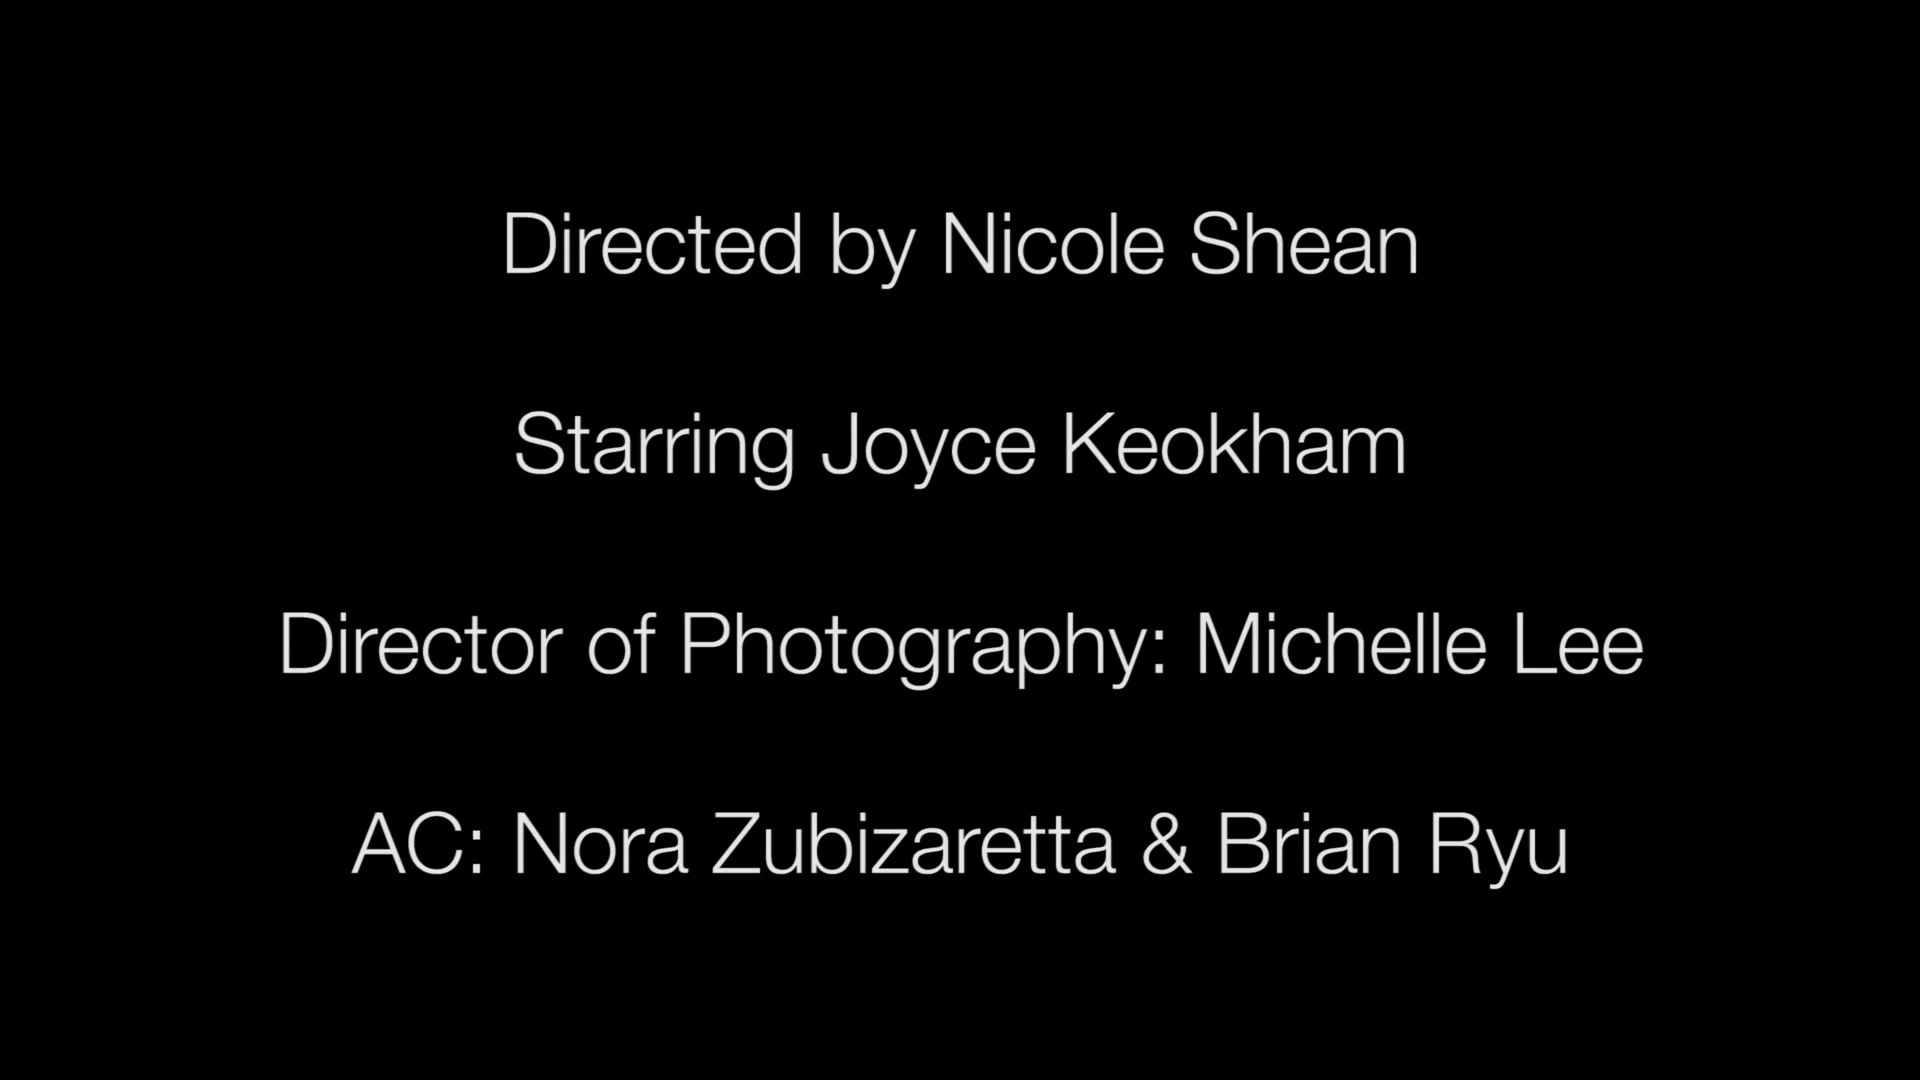 Directed by Nicole Shean
Starring Joyce Keokham
Director of Photography: Michelle Lee
AC: Nora Zubizaretta & Brian Ryu